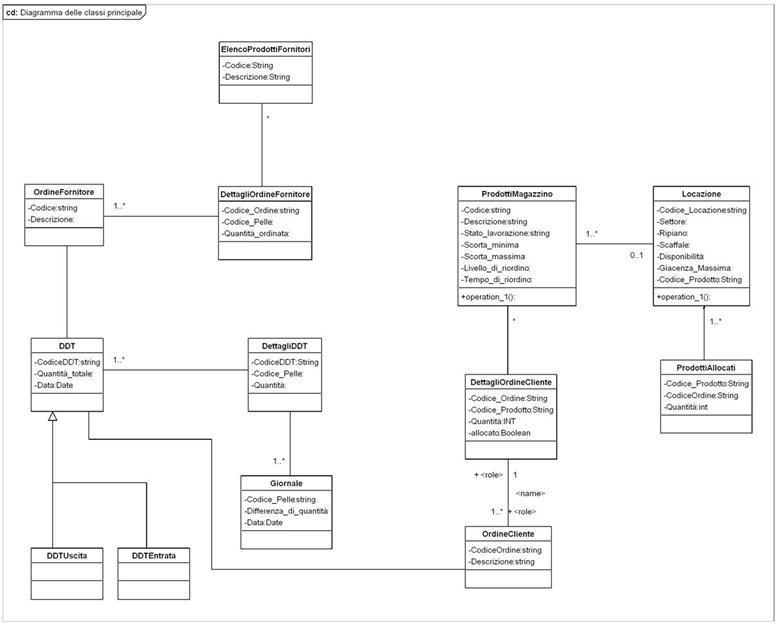 cd: Diagramma delle classi principale
ElencoProdottiFornitori
-Codice:String
-Descrizione:String
*
OrdineFornitore
-Codice:string
-Descrizione:
1..*
DettagliOrdineFornitore
-Codice_Ordine:string
-Codice_Pelle:
-Quantità_ordinata:
ProdottiMagazzino
-Codice:string
-Descrizione:string
-Stato_lavorazione:string
-Scorta_minima
-Scorta_massima
-Livello_di_riordino:
-Tempo_di_riordino:
+operation_1():
1..*
0..1
Locazione
-Codice_Locazione:string
-Settore:
-Ripiano:
-Scaffale:
-Disponibilità:
-Giacenza_Massima
-Codice_Prodotto:String
+operation_1():
*
1..*
DDT
-CodiceDDT:string
-Quantità_totale:
-Data:Date
1..*
DettagliDDT
-CodiceDDT:String
-Codice_Pelle:
-Quantità:
DettagliOrdineCliente
-Codice_Ordine:String
-Codice_Prodotto:String
-Quantità:INT
-allocato:Boolean
ProdottiAllocati
-Codice_Prodotto:String
-CodiceOrdine:String
-Quantità:int
1..*
Giornale
-Codice_Pelle:string
-Differenza_di_quantità:
-Data:Date
+ <role>
1
<name>
1..*
+ <role>
OrdineCliente
-CodiceOrdine:string
-Descrizione:string
DDTUscita
DDTEntrata